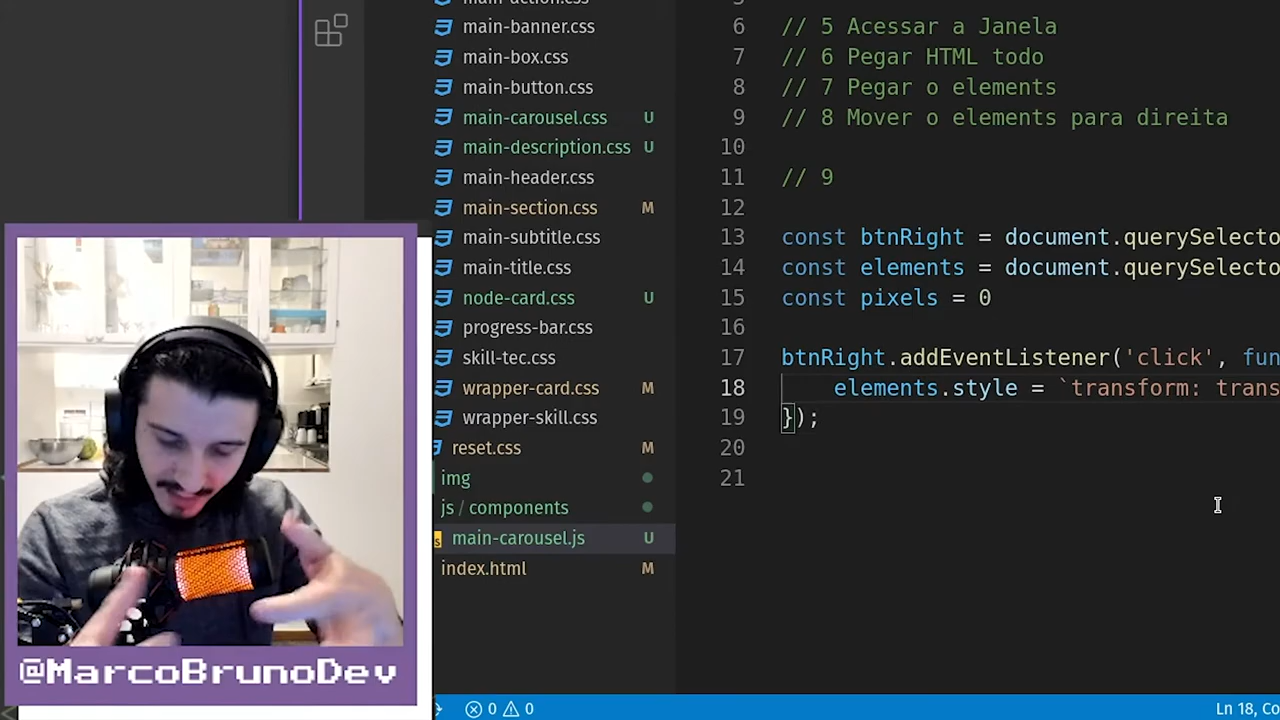 main-action.css
main-banner.css
main-box.css
main-button.css
main-carousel.css U
main-description.css U
main-header.css
main-section.css M
main-subtitle.css
main-title.css
node-card.css U
progress-bar.css
skill-tec.css
wrapper-card.css M
wrapper-skill.css
reset.css M
img
js / components
main-carousel.js U
index.html M
6 // 5 Acessar a Janela
7 // 6 Pegar HTML todo
8 // 7 Pegar o elements
9 // 8 Mover o elements para direita
10
11 // 9
12
13 const btnRight = document.querySelecto
14 const elements = document.querySelecto
15 const pixels = 0
16
17 btnRight.addEventListener('click', fun
18 elements.style = `transform: trans
19 });
20
21
@MarcoBrunoDev
0 0
Ln 18, Co